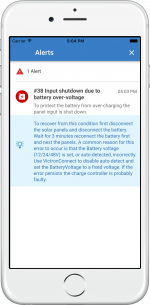 5:04 PM
Alerts
1 Alert
#38 Input shutdown due to
battery over-voltage
05:03 PM
To protect the battery from over-charging the
panel input is shut down.
To recover from this condition first disconnect
the solar panels and disconnect the battery.
Wait for 3 minutes reconnect the battery first
and next the panels. A common reason for this
error to occur is that the Battery voltage
(12/24/48V) is set, or auto-detected, incorrectly.
Use VictronConnect to disable auto-detect and
set the BatteryVoltage to a fixed voltage. If the
error persists the charge controller is probably
faulty.